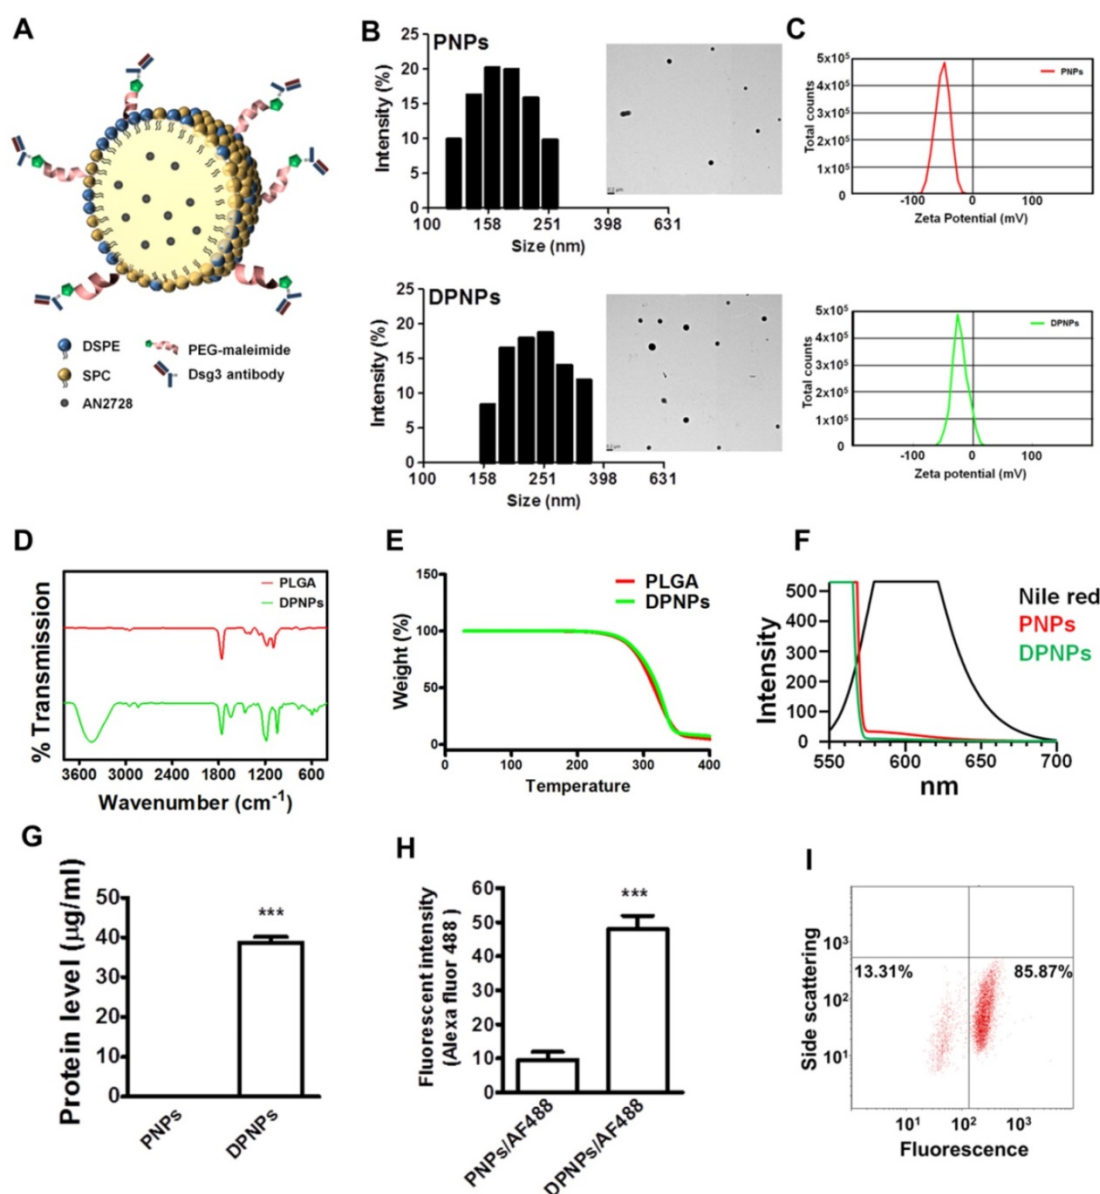 A
DSPE
SPC
AN2728
PEG-maleimide
Dsg3 antibody
B
PNPs
Intensity (%)
25
20
15
10
5
0
100 158 251 398 631
Size (nm)
DPNPs
Intensity (%)
25
20
15
10
5
0
100 158 251 398 631
Size (nm)
C
PNPs
Total counts
5x10⁵
4x10⁵
3x10⁵
2x10⁵
1x10⁵
0
-100 0 100
Zeta Potential (mV)
DPNPs
Total counts
5x10⁵
4x10⁵
3x10⁵
2x10⁵
1x10⁵
0
-100 0 100
Zeta potential (mV)
D
PLGA
DPNPs
% Transmission
3600 3000 2400 1800 1200 600
Wavenumber (cm⁻¹)
E
PLGA
DPNPs
Weight (%)
150
100
50
0
0 100 200 300 400
Temperature
F
Nile red
PNPs
DPNPs
Intensity
500
400
300
200
100
0
550 600 650 700
nm
G
Protein level (μg/ml)
50
40
30
20
10
0
***
PNPs
DPNPs
H
Fluorescent intensity
(Alexa fluor 488 )
60
50
40
30
20
10
0
***
PNPs/AF488
DPNPs/AF488
I
Side scattering
10³
10²
10¹
13.31%
85.87%
10¹ 10² 10³
Fluorescence